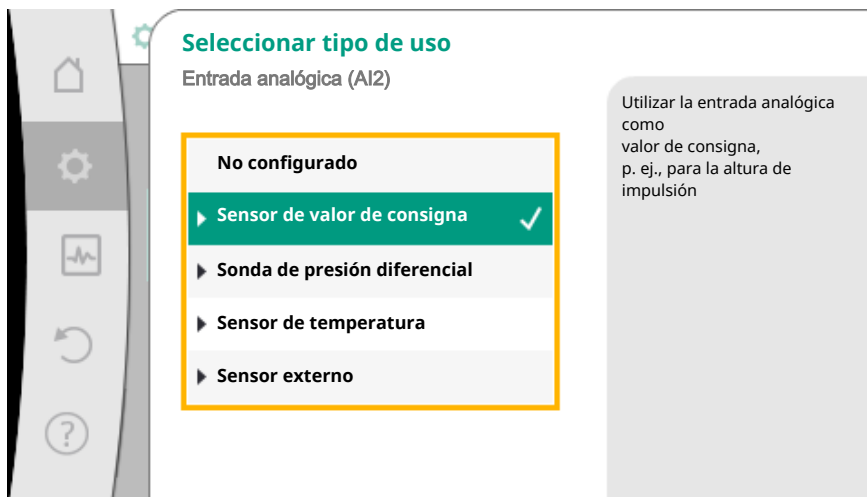 Seleccionar tipo de uso
Entrada analógica (AI2)
Utilizar la entrada analógica
como
valor de consigna,
p. ej., para la altura de
impulsión
No configurado
Sensor de valor de consigna
Sonda de presión diferencial
Sensor de temperatura
Sensor externo
?